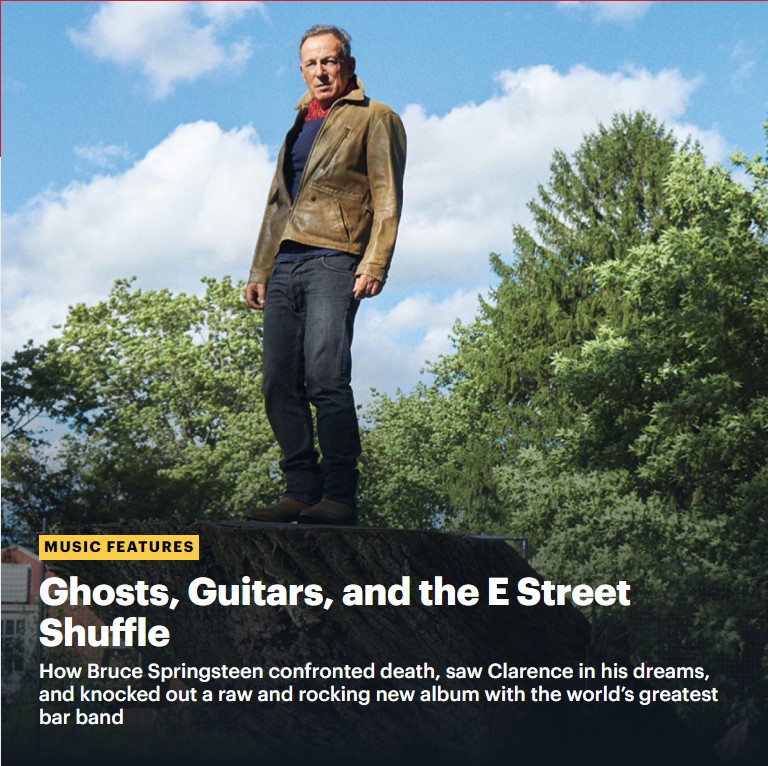 MUSIC FEATURES
Ghosts, Guitars, and the E Street
Shuffle
How Bruce Springsteen confronted death, saw Clarence in his dreams,
and knocked out a raw and rocking new album with the world’s greatest
bar band